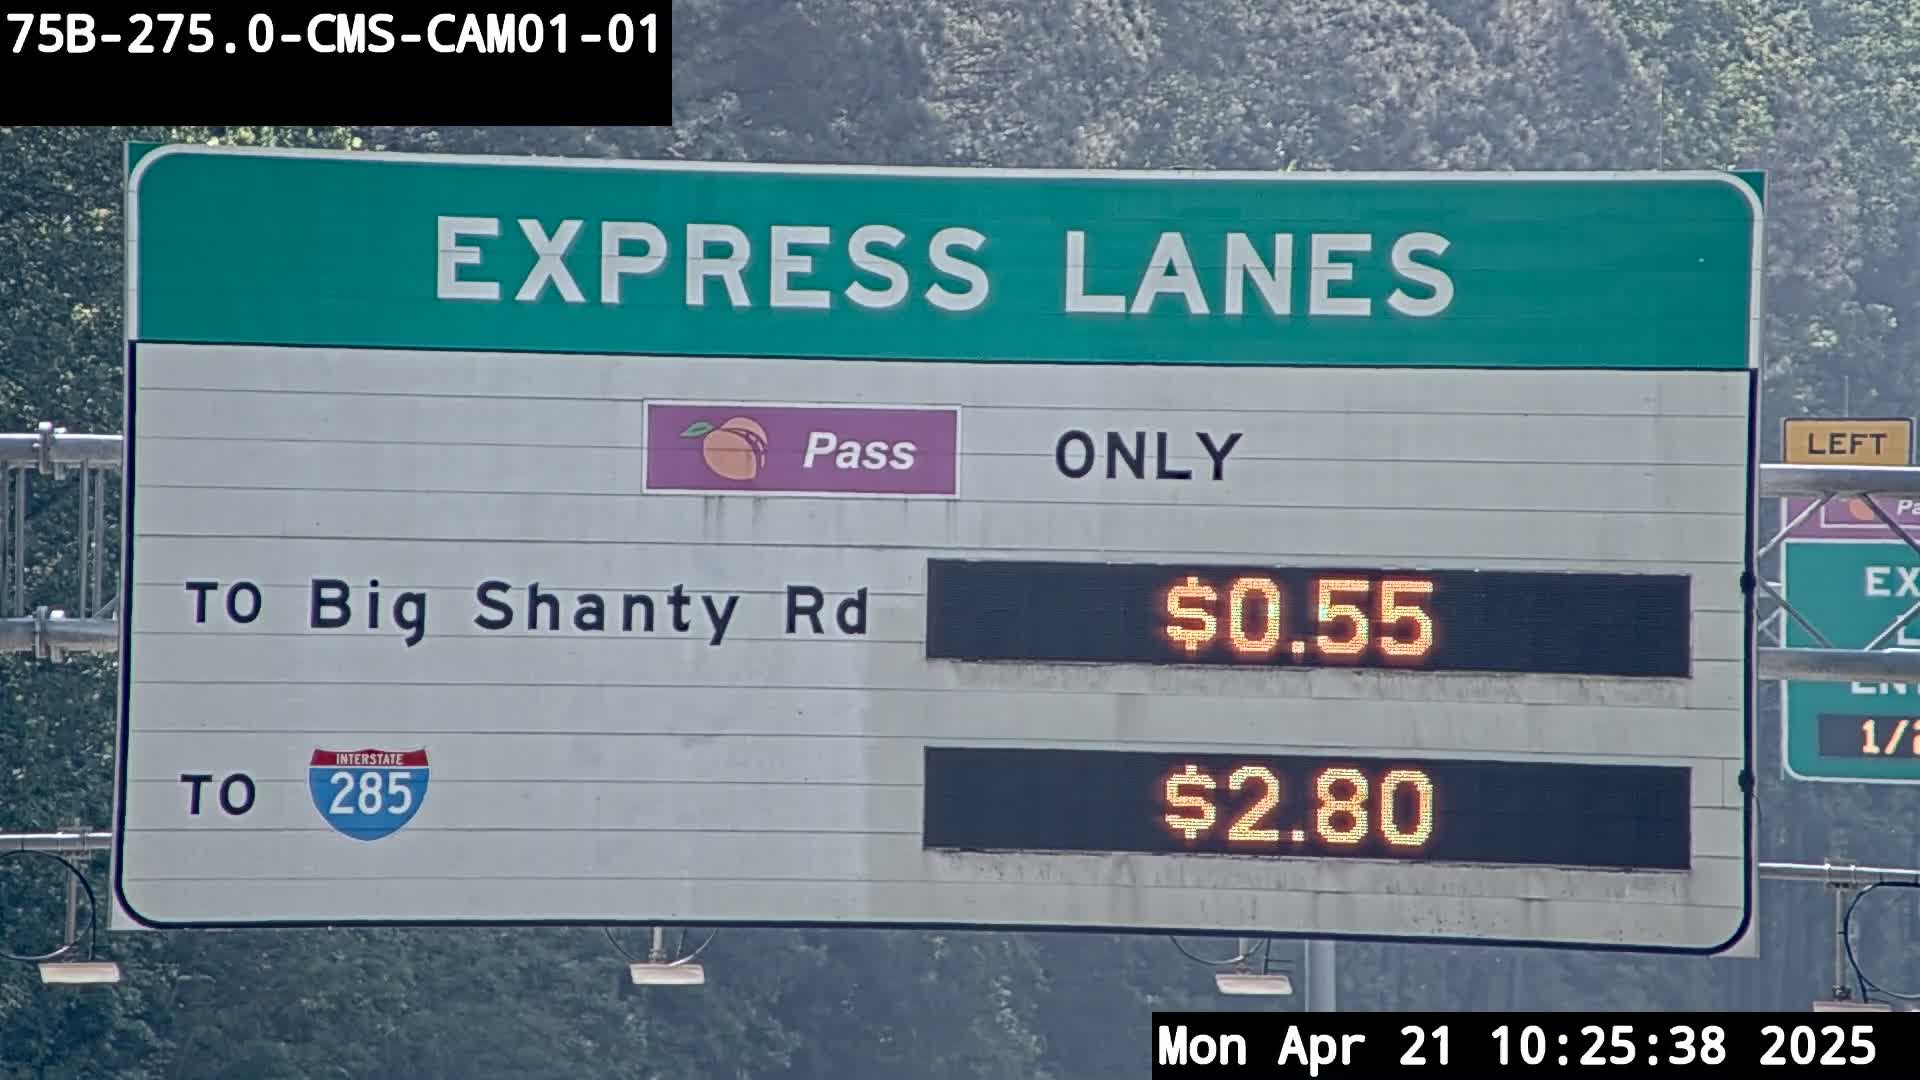 75B-275.0-CMS-CAM01-01
EXPRESS LANES
Pass ONLY
LEFT
TO Big Shanty Rd $0.55
TO INTERSTATE 285 $2.80
Mon Apr 21 10:25:38 2025